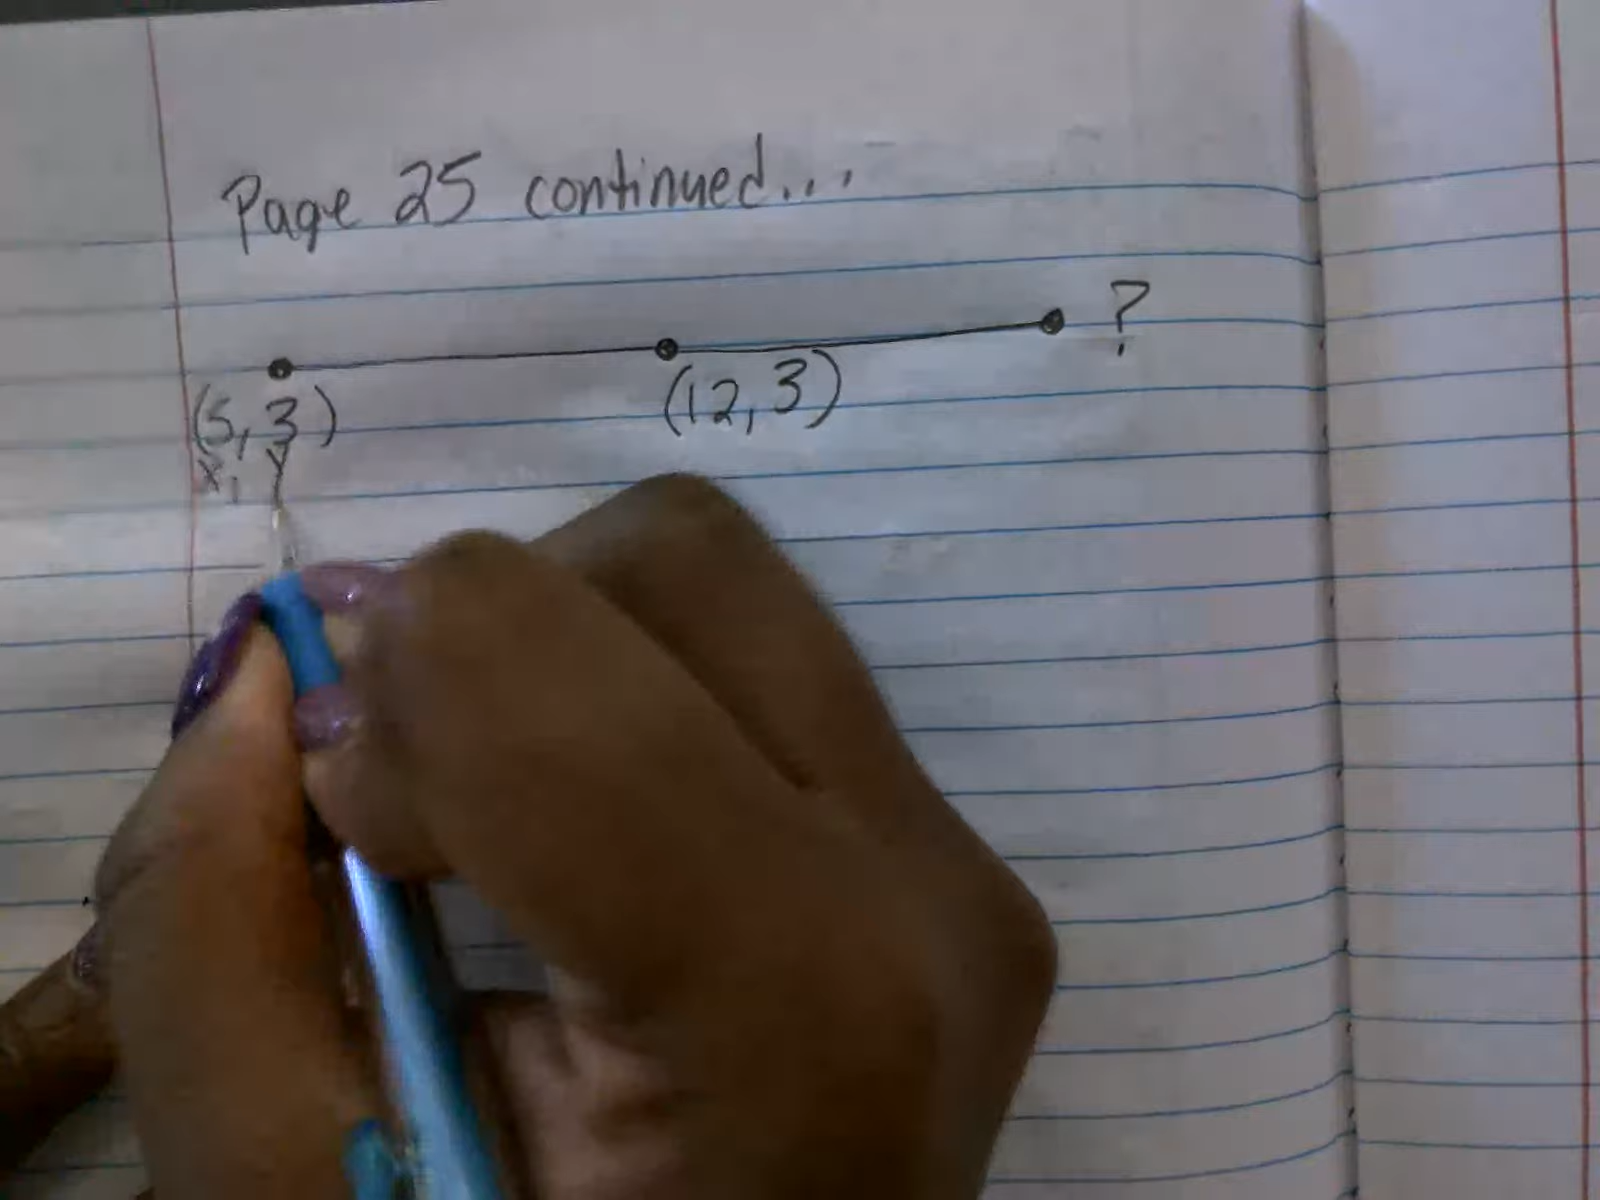 Page 25 continued...
?
(5, 3) (12, 3)
x, y